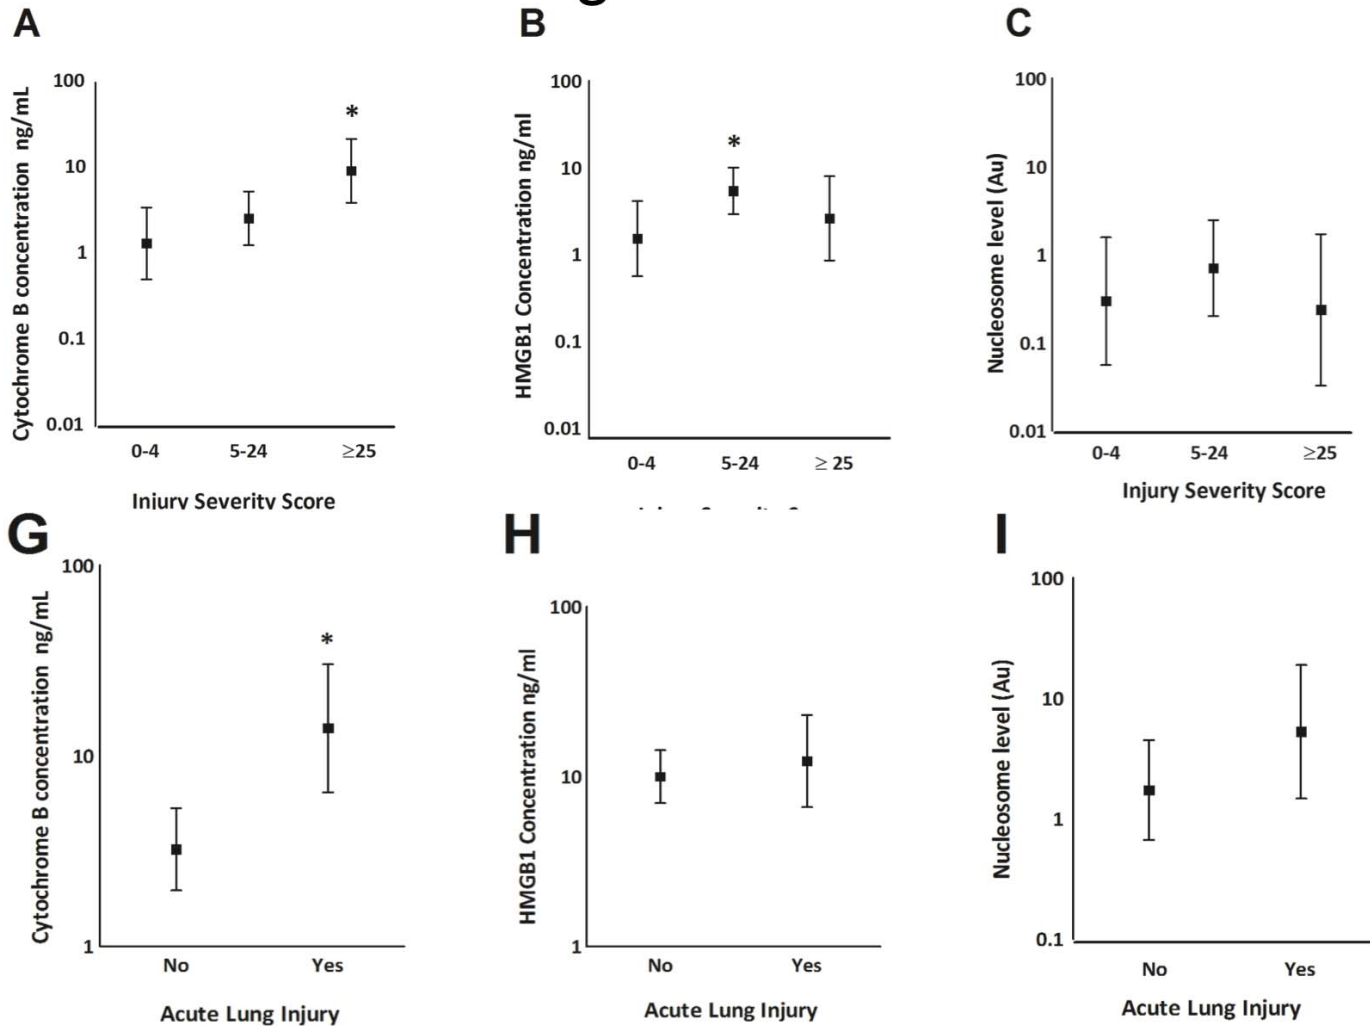 A
Cytochrome B concentration ng/mL
100
*
10
1
0.1
0.01
0-4 5-24 ≥25
Injury Severity Score
B
HMGB1 Concentration ng/ml
100
*
10
1
0.1
0.01
0-4 5-24 ≥ 25
C
Nucleosome level (Au)
100
10
1
0.1
0.01
0-4 5-24 ≥25
Injury Severity Score
G
Cytochrome B concentration ng/mL
100
*
10
1
No Yes
Acute Lung Injury
H
HMGB1 Concentration ng/ml
100
10
1
No Yes
Acute Lung Injury
I
Nucleosome level (Au)
100
10
1
0.1
No Yes
Acute Lung Injury